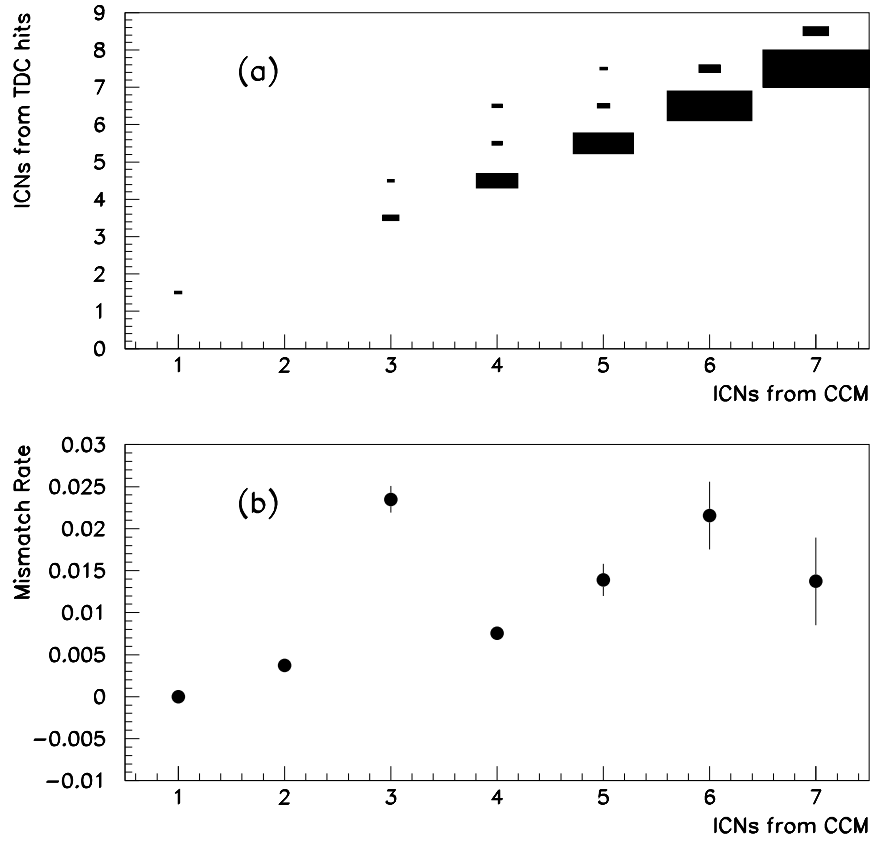 ICNs from TDC hits
(a)
9
8
7
6
5
4
3
2
1
0
1 2 3 4 5 6 7
ICNs from CCM
Mismatch Rate
(b)
0.03
0.025
0.02
0.015
0.01
0.005
0
−0.005
−0.01
1 2 3 4 5 6 7
ICNs from CCM